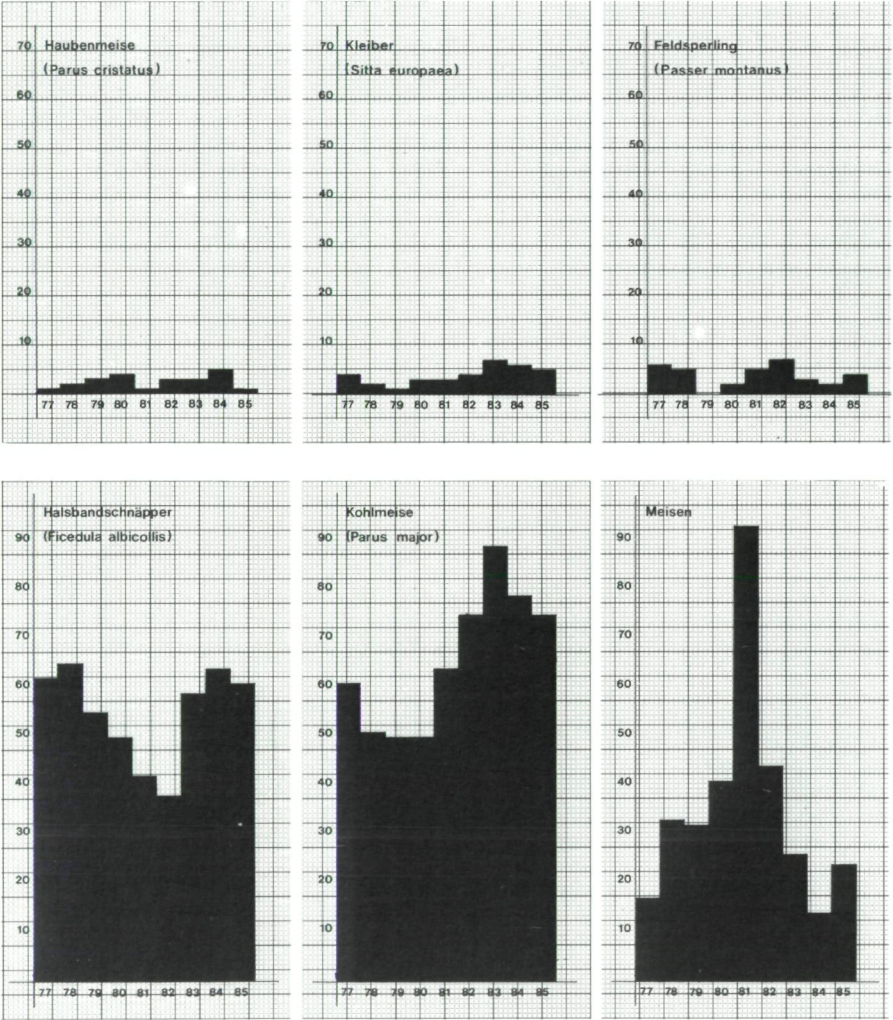 Haubenmeise
(Parus cristatus)
70
60
50
40
30
20
10
77 78 79 80 81 82 83 84 85
Kleiber
(Sitta europaea)
70
60
50
40
30
20
10
77 78 79 80 81 82 83 84 85
Feldsperling
(Passer montanus)
70
60
50
40
30
20
10
77 78 79 80 81 82 83 84 85
Halsbandschnäpper
(Ficedula albicollis)
90
80
70
60
50
40
30
20
10
77 78 79 80 81 82 83 84 85
Kohlmeise
(Parus major)
90
80
70
60
50
40
30
20
10
77 78 79 80 81 82 83 84 85
Meisen
90
80
70
60
50
40
30
20
10
77 78 79 80 81 82 83 84 85